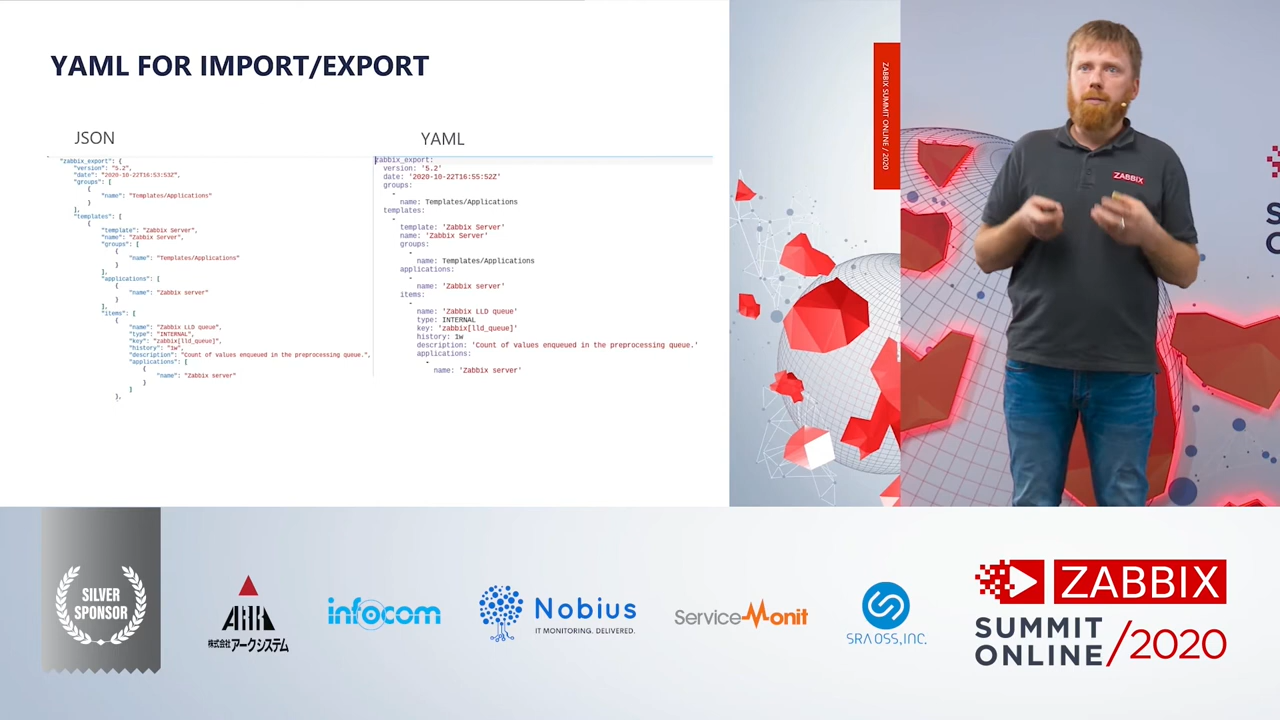 YAML FOR IMPORT/EXPORT
JSON
"zabbix_export": {
"version": "5.2",
"date": "2020-10-22T16:53:53Z",
"groups": [
{
"name": "Templates/Applications"
}
],
"templates": [
{
"template": "Zabbix Server",
"name": "Zabbix Server",
"groups": [
{
"name": "Templates/Applications"
}
],
"applications": [
{
"name": "Zabbix server"
}
],
"items": [
{
"name": "Zabbix LLD queue",
"type": "INTERNAL",
"key": "zabbix[lld_queue]",
"history": "1w",
"description": "Count of values enqueued in the preprocessing queue.",
"applications": [
{
"name": "Zabbix server"
}
]
},
YAML
zabbix_export:
version: '5.2'
date: '2020-10-22T16:55:52Z'
groups:
-
name: Templates/Applications
templates:
-
template: 'Zabbix Server'
name: 'Zabbix Server'
groups:
-
name: Templates/Applications
applications:
-
name: 'Zabbix server'
items:
-
name: 'Zabbix LLD queue'
type: INTERNAL
key: 'zabbix[lld_queue]'
history: 1w
description: 'Count of values enqueued in the preprocessing queue.'
applications:
-
name: 'Zabbix server'
ZABBIX SUMMIT ONLINE / 2020
ZABBIX
S
SILVER
SPONSOR
ARK
株式会社アークシステム
infocom
Nobius
IT MONITORING. DELIVERED.
ServiceMonit
SRA OSS, INC.
ZABBIX
SUMMIT
ONLINE/2020